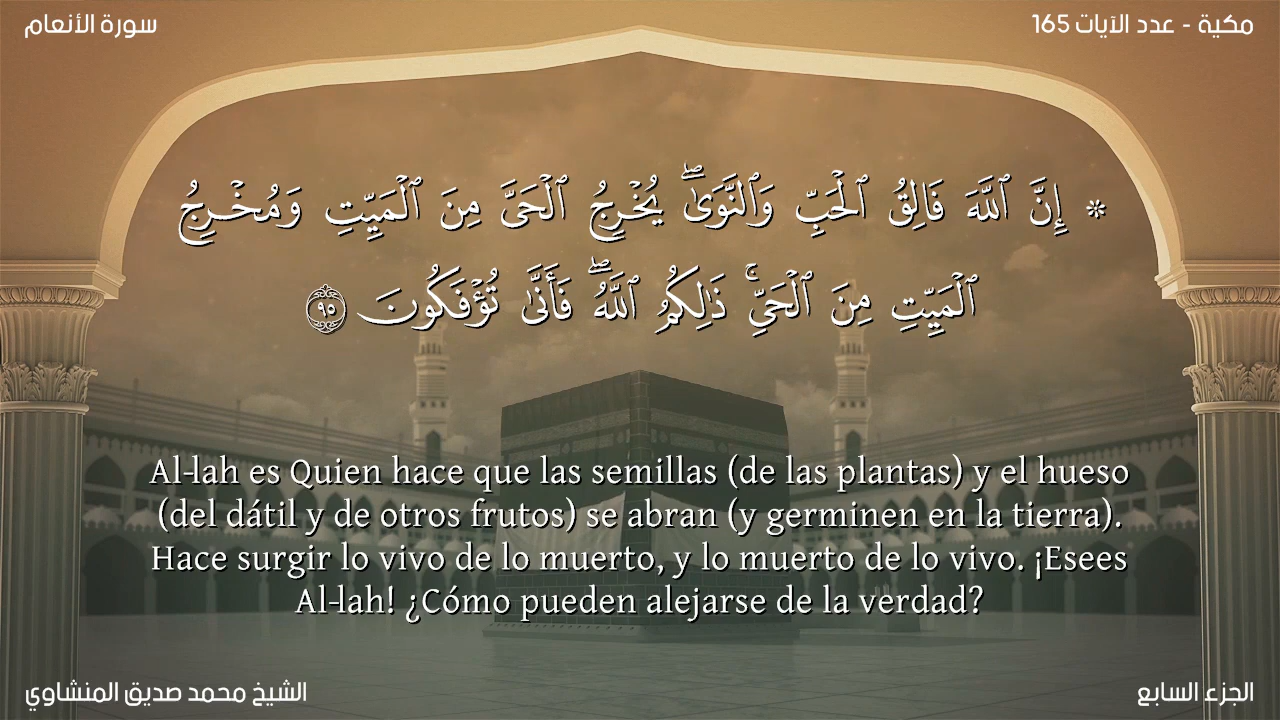 مكية - عدد الآيات 165
سورة الأنعام
۞ إِنَّ ٱللَّهَ فَالِقُ ٱلْحَبِّ وَٱلنَّوَىٰۖ يُخْرِجُ ٱلْحَىَّ مِنَ ٱلْمَيِّتِ وَمُخْرِجُ
ٱلْمَيِّتِ مِنَ ٱلْحَىِّۚ ذَٰلِكُمُ ٱللَّهُۖ فَأَنَّىٰ تُؤْفَكُونَ ٩٥
Al-lah es Quien hace que las semillas (de las plantas) y el hueso
(del dátil y de otros frutos) se abran (y germinen en la tierra).
Hace surgir lo vivo de lo muerto, y lo muerto de lo vivo. ¡Esees
Al-lah! ¿Cómo pueden alejarse de la verdad?
الجزء السابع
الشيخ محمد صديق المنشاوي